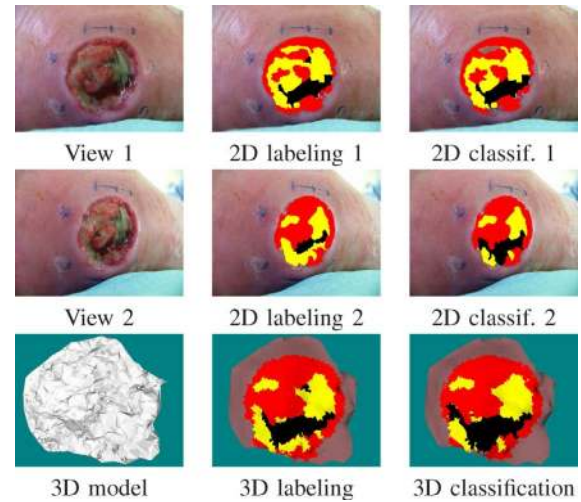 View 1 2D labeling 1 2D classif. 1
View 2 2D labeling 2 2D classif. 2
3D model 3D labeling 3D classification